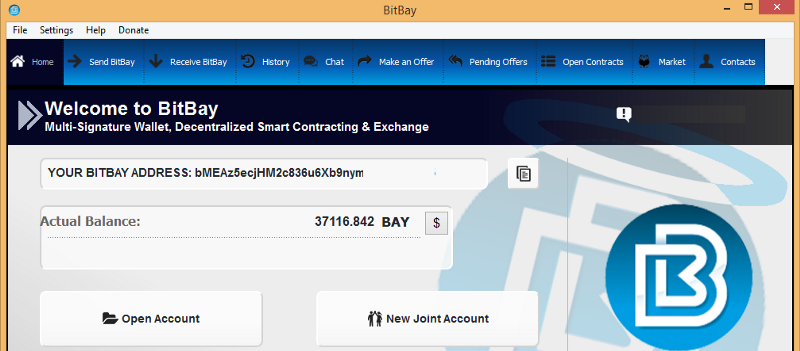 BitBay
File Settings Help Donate
Home Send BitBay Receive BitBay History Chat Make an Offer Pending Offers Open Contracts Market Contacts
Welcome to BitBay
Multi-Signature Wallet, Decentralized Smart Contracting & Exchange
YOUR BITBAY ADDRESS: bMEAz5ecjHM2c836u6Xb9nym
Actual Balance: 37116.842 BAY $
Open Account New Joint Account